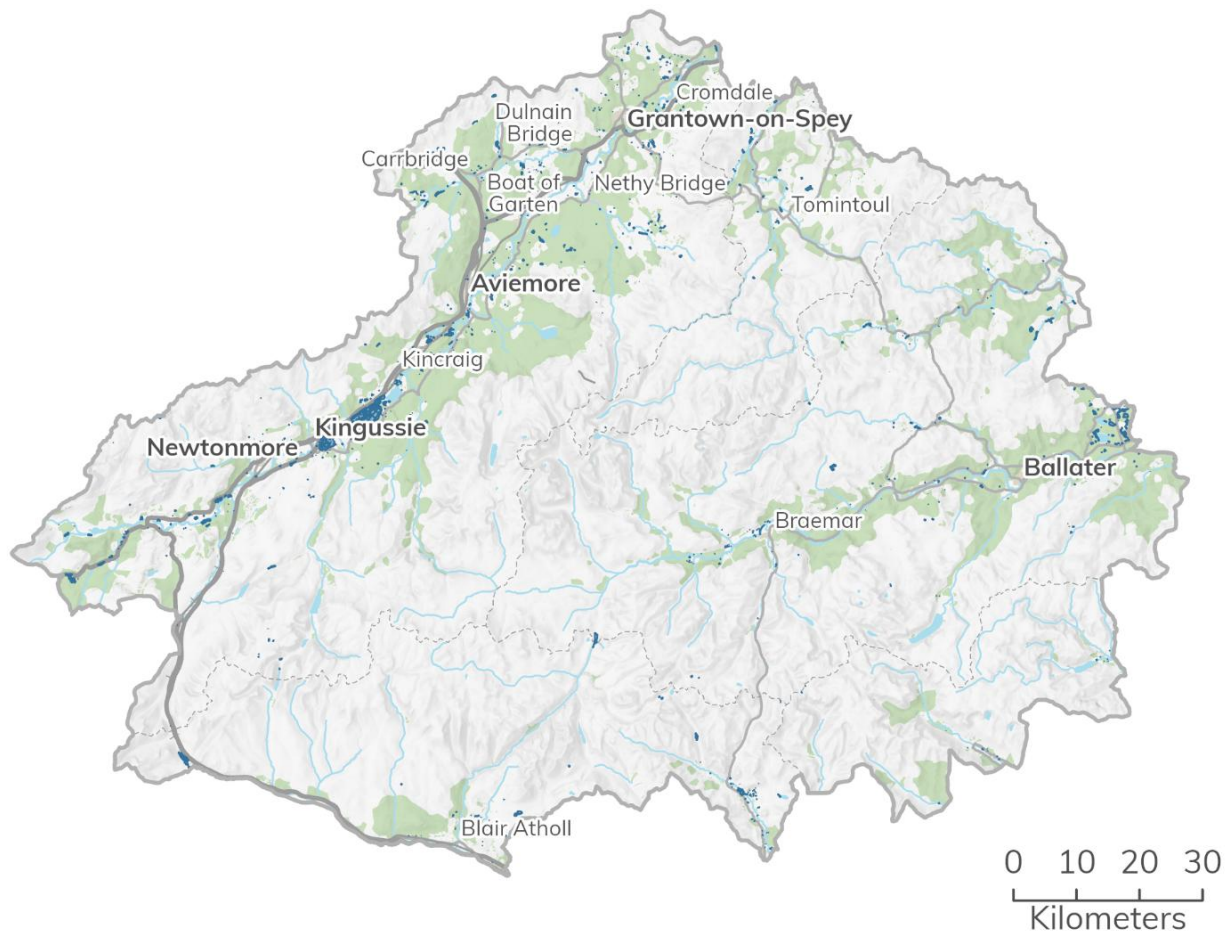 Cromdale
Dulnain
Bridge
Grantown-on-Spey
Carrbridge
Boat of
Garten
Nethy Bridge
Tomintoul
Aviemore
Kincraig
Kingussie
Newtonmore
Ballater
Braemar
Blair Atholl
0 10 20 30
Kilometers